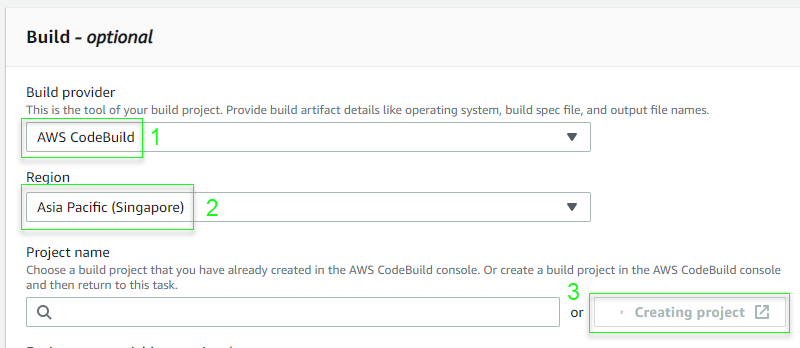 Build - optional
Build provider
This is the tool of your build project. Provide build artifact details like operating system, build spec file, and output file names.
AWS CodeBuild
1
Region
Asia Pacific (Singapore)
2
Project name
Choose a build project that you have already created in the AWS CodeBuild console. Or create a build project in the AWS CodeBuild console
and then return to this task.
3
or
Creating project